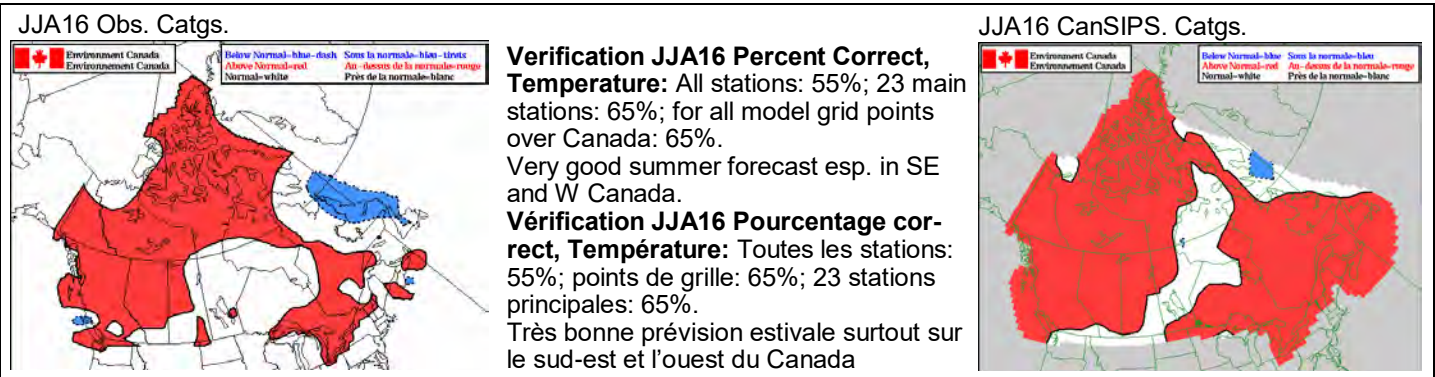 JJA16 Obs. Catgs.
Environment Canada
Environnement Canada
Below Normal-blue-dash Sous la normale-bleu-tirets
Above Normal-red Au-dessus de la normale-rouge
Normal-white Près de la normale-blanc
Verification JJA16 Percent Correct,
Temperature: All stations: 55%; 23 main
stations: 65%; for all model grid points
over Canada: 65%.
Very good summer forecast esp. in SE
and W Canada.
Vérification JJA16 Pourcentage cor-
rect, Température: Toutes les stations:
55%; points de grille: 65%; 23 stations
principales: 65%.
Très bonne prévision estivale surtout sur
le sud-est et l’ouest du Canada
JJA16 CanSIPS. Catgs.
Environment Canada
Environnement Canada
Below Normal-blue Sous la normale-bleu
Above Normal-red Au-dessus de la normale-rouge
Normal-white Près de la normale-blanc